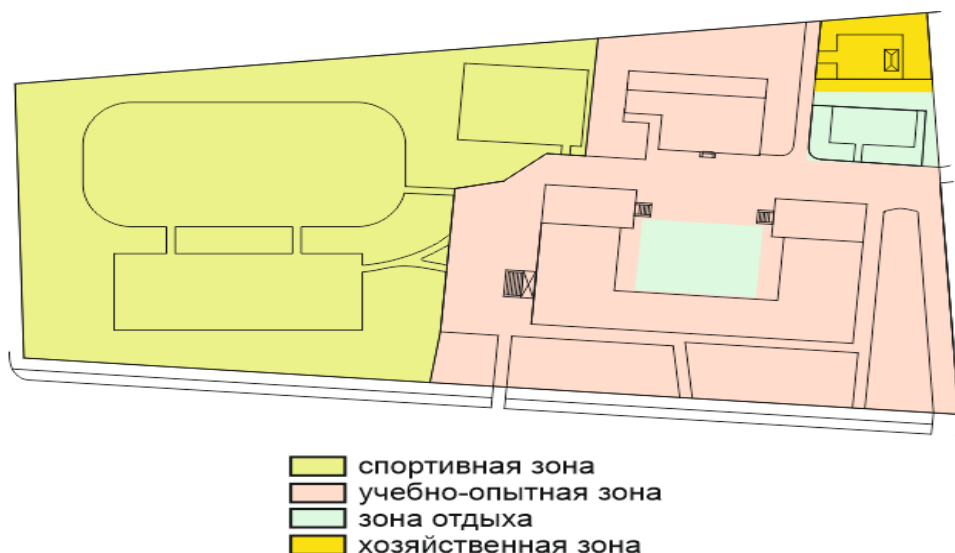 спортивная зона
учебно-опытная зона
зона отдыха
хозяйственная зона